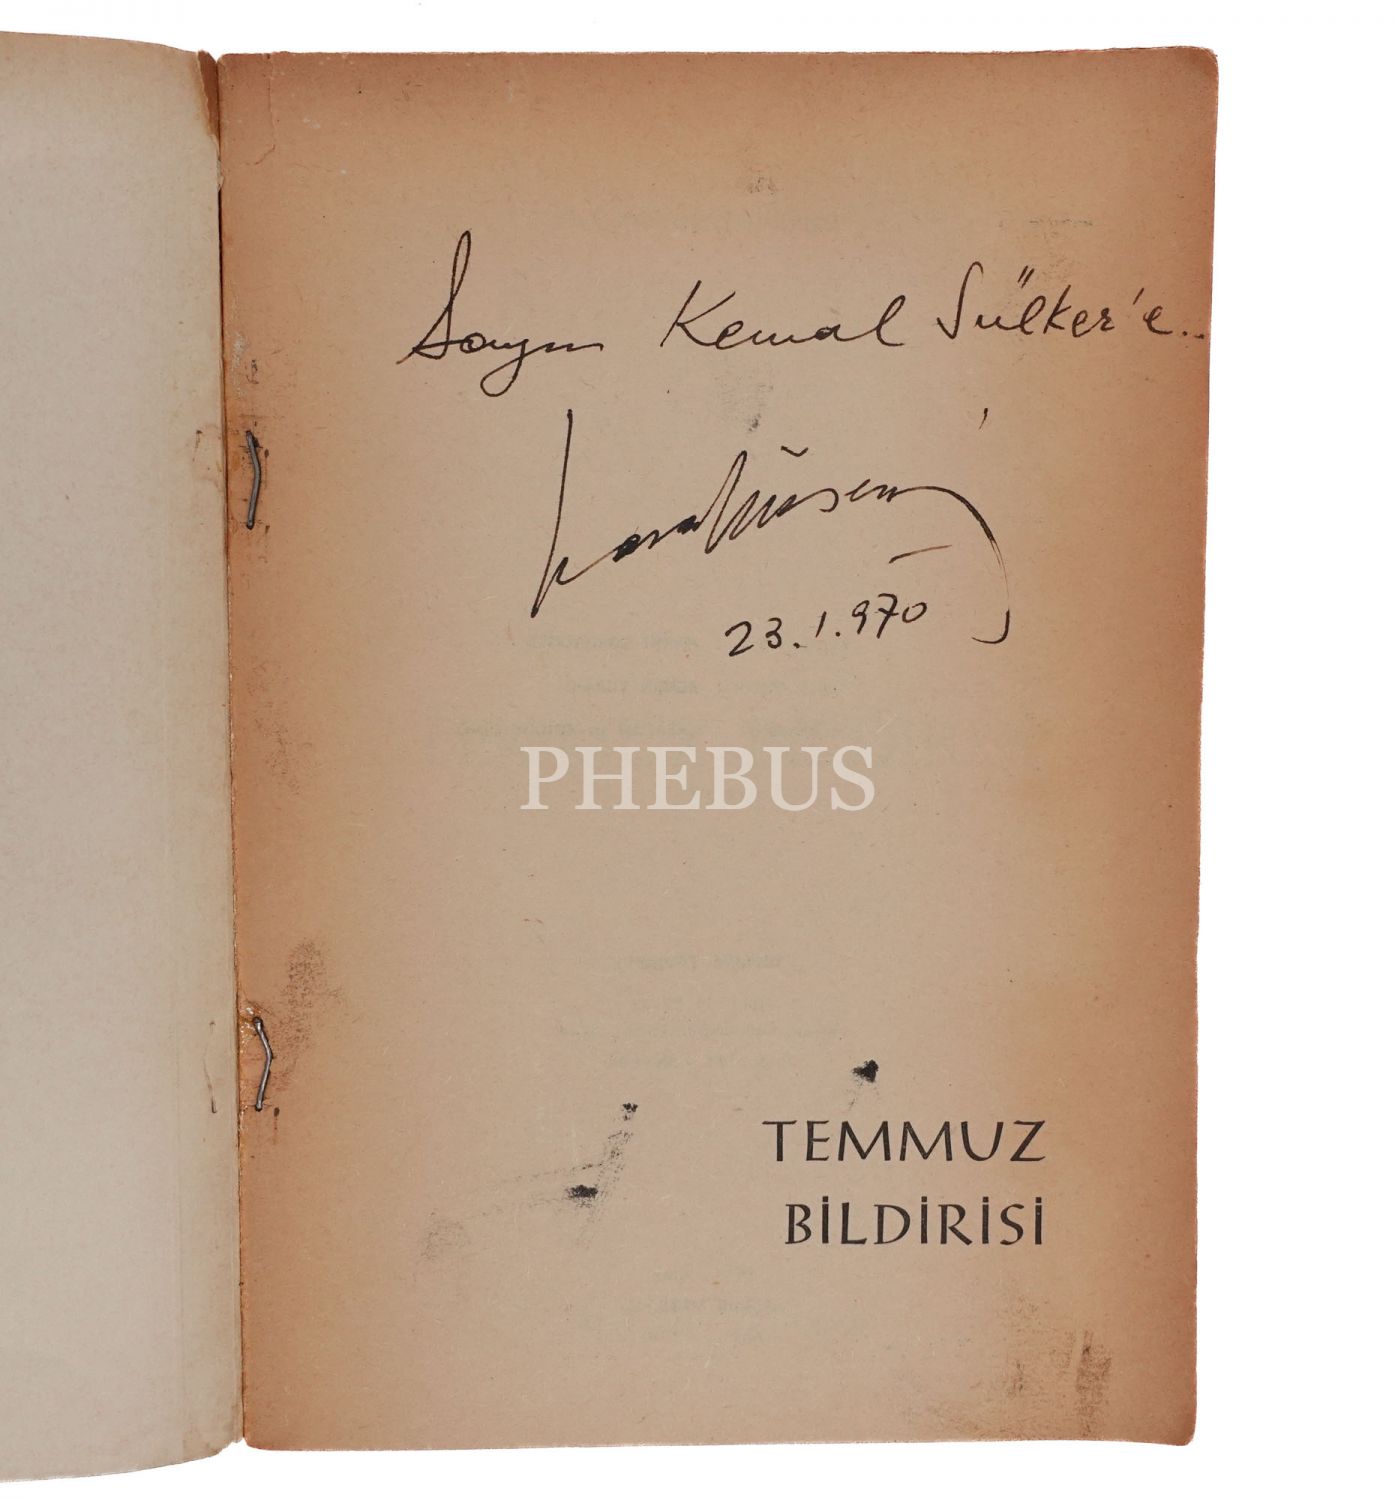 Sayın Kemal Sülker'e..
23.1.970
PHEBUS
TEMMUZ
BİLDİRİSİ